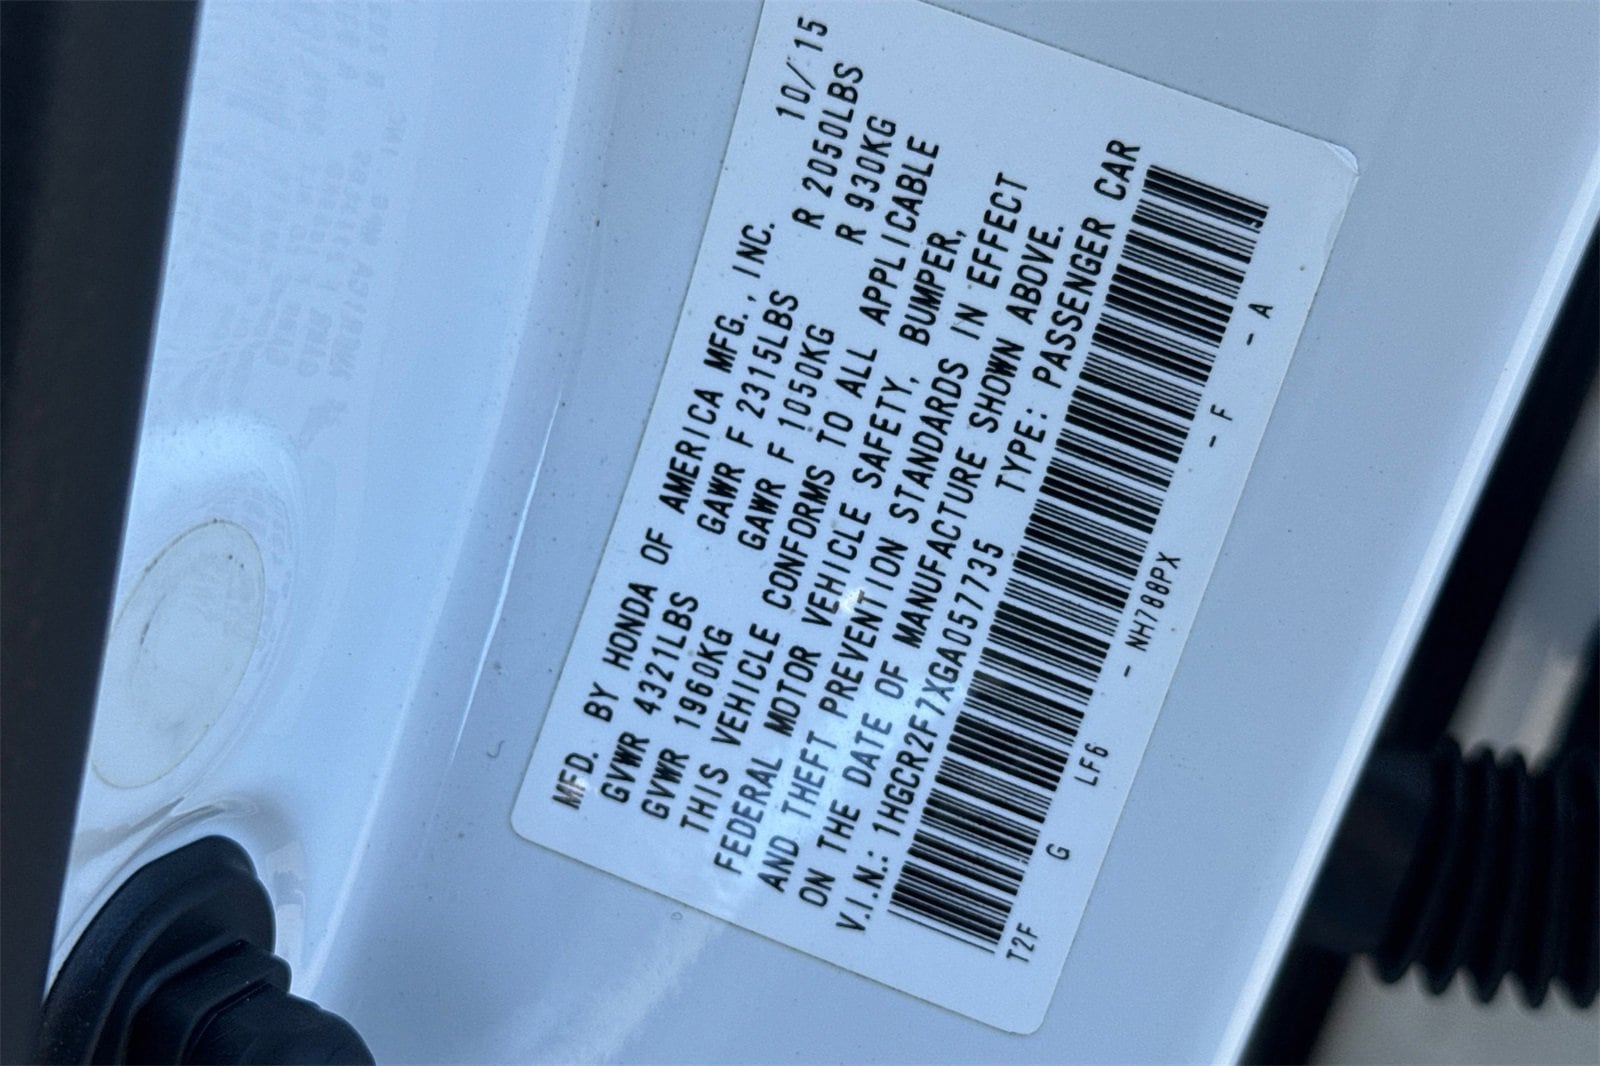 MFD. BY HONDA OF AMERICA MFG., INC. 10/15
GVWR 4321LBS GAWR F 2315LBS R 2050LBS
GVWR 1960KG GAWR F 1050KG R 930KG
THIS VEHICLE CONFORMS TO ALL APPLICABLE
FEDERAL MOTOR VEHICLE SAFETY, BUMPER,
AND THEFT PREVENTION STANDARDS IN EFFECT
ON THE DATE OF MANUFACTURE SHOWN ABOVE.
V.I.N.: 1HGCR2F7XGA057735 TYPE: PASSENGER CAR
T2F G LF6 - NH788PX - F - A